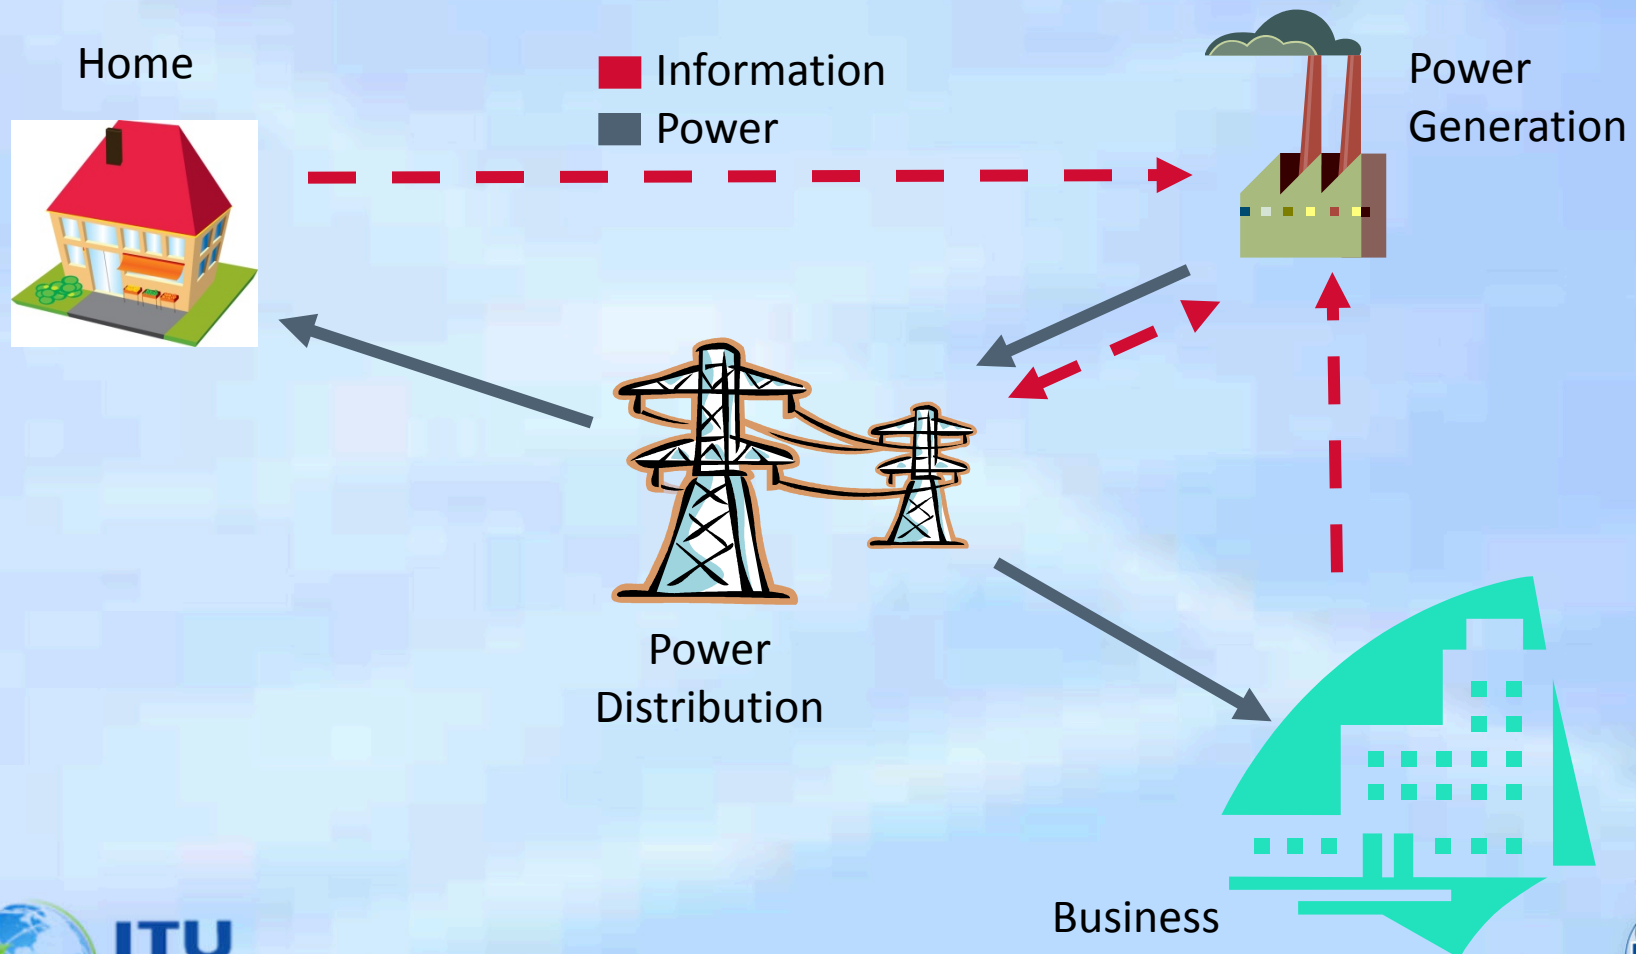 Home
Information
Power
Power
Generation
Power
Distribution
Business
ITU